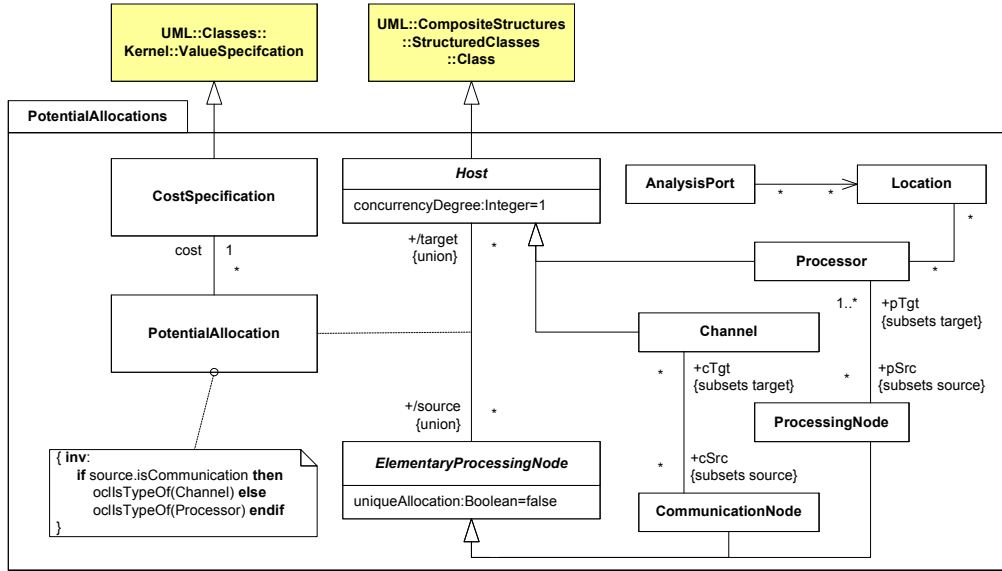 UML::Classes::
Kernel::ValueSpecifcation
UML::CompositeStructures
::StructuredClasses
::Class
PotentialAllocations
CostSpecification
Host
concurrencyDegree:Integer=1
AnalysisPort
*
*
Location
*
cost
1
*
+/target
{union}
*
Processor
*
PotentialAllocation
1..*
+pTgt
{subsets target}
Channel
*
+cTgt
{subsets target}
*
+pSrc
{subsets source}
+/source
{union}
*
ProcessingNode
{ inv:
if source.isCommunication then
oclIsTypeOf(Channel) else
oclIsTypeOf(Processor) endif
}
ElementaryProcessingNode
uniqueAllocation:Boolean=false
*
+cSrc
{subsets source}
CommunicationNode